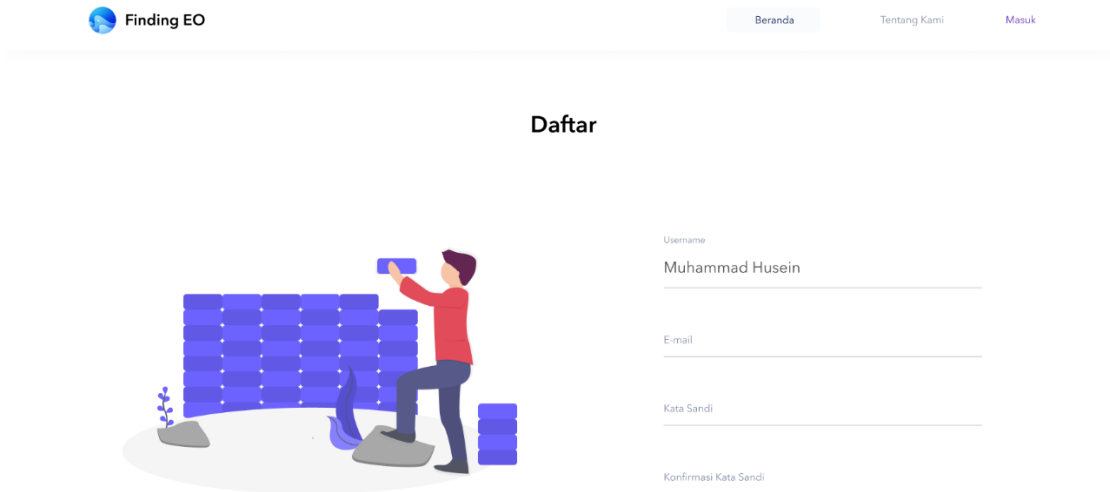 Finding EO
Beranda
Tentang Kami
Masuk
Daftar
Username
Muhammad Husein
E-mail
Kata Sandi
Konfirmasi Kata Sandi